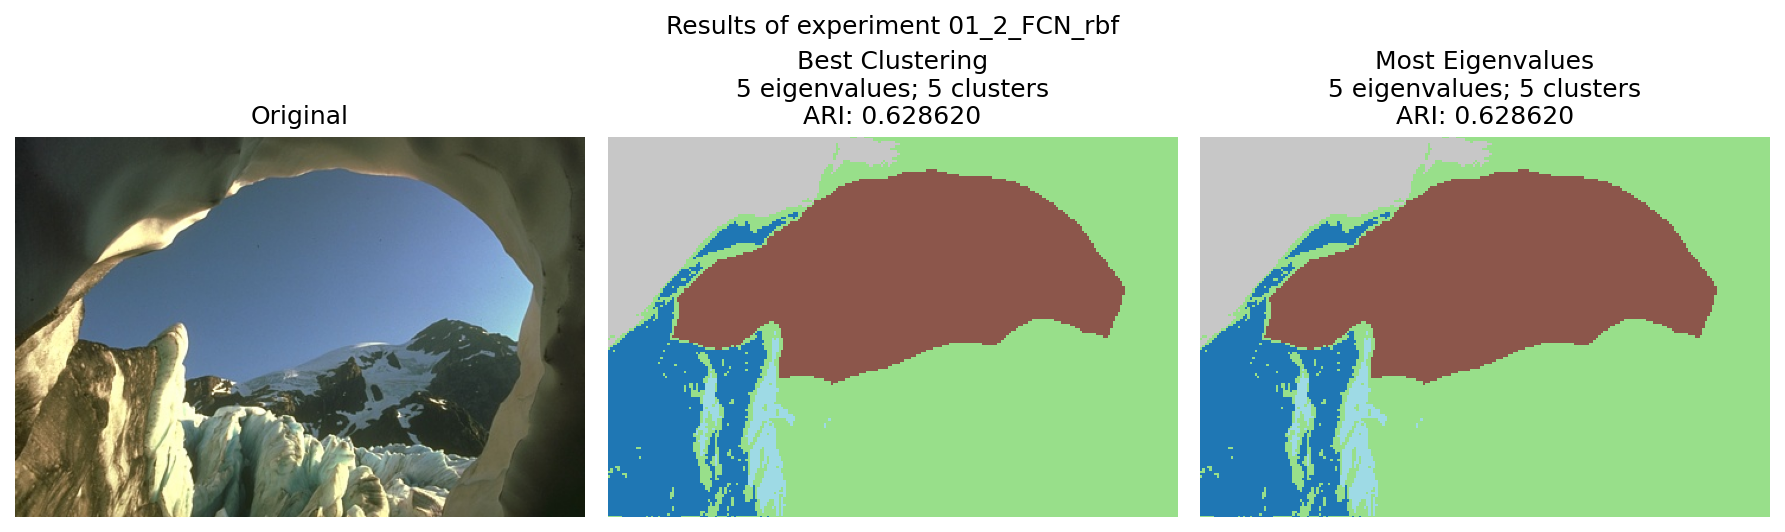 Results of experiment 01_2_FCN_rbf
Original
Best Clustering
5 eigenvalues; 5 clusters
ARI: 0.628620
Most Eigenvalues
5 eigenvalues; 5 clusters
ARI: 0.628620